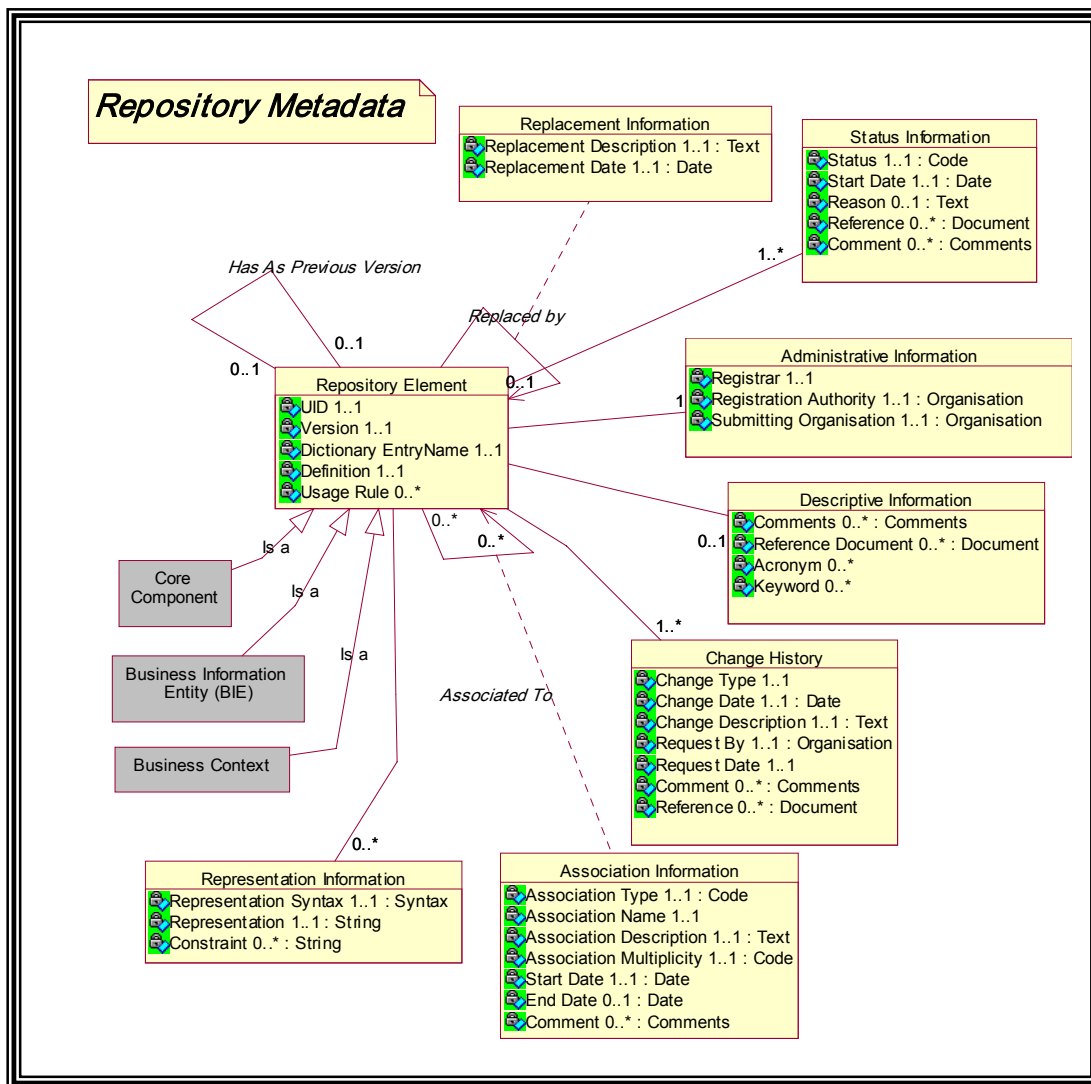 Repository Metadata
Replacement Information
Replacement Description 1..1 : Text
Replacement Date 1..1 : Date
Status Information
Status 1..1 : Code
Start Date 1..1 : Date
Reason 0..1 : Text
Reference 0..* : Document
Comment 0..* : Comments
1..*
Has As Previous Version
Replaced by
0..1
0..1
0..1
Administrative Information
Registrar 1..1
Registration Authority 1..1 : Organisation
Submitting Organisation 1..1 : Organisation
1
Repository Element
UID 1..1
Version 1..1
Dictionary EntryName 1..1
Definition 1..1
Usage Rule 0..*
Descriptive Information
Comments 0..* : Comments
Reference Document 0..* : Document
Acronym 0..*
Keyword 0..*
0..1
0..*
0..*
Is a
Core
Component
Is a
Business Information
Entity (BIE)
Is a
Business Context
1..*
Change History
Change Type 1..1
Change Date 1..1 : Date
Change Description 1..1 : Text
Request By 1..1 : Organisation
Request Date 1..1
Comment 0..* : Comments
Reference 0..* : Document
Associated To
0..*
Representation Information
Representation Syntax 1..1 : Syntax
Representation 1..1 : String
Constraint 0..* : String
Association Information
Association Type 1..1 : Code
Association Name 1..1
Association Description 1..1 : Text
Association Multiplicity 1..1 : Code
Start Date 1..1 : Date
End Date 0..1 : Date
Comment 0..* : Comments